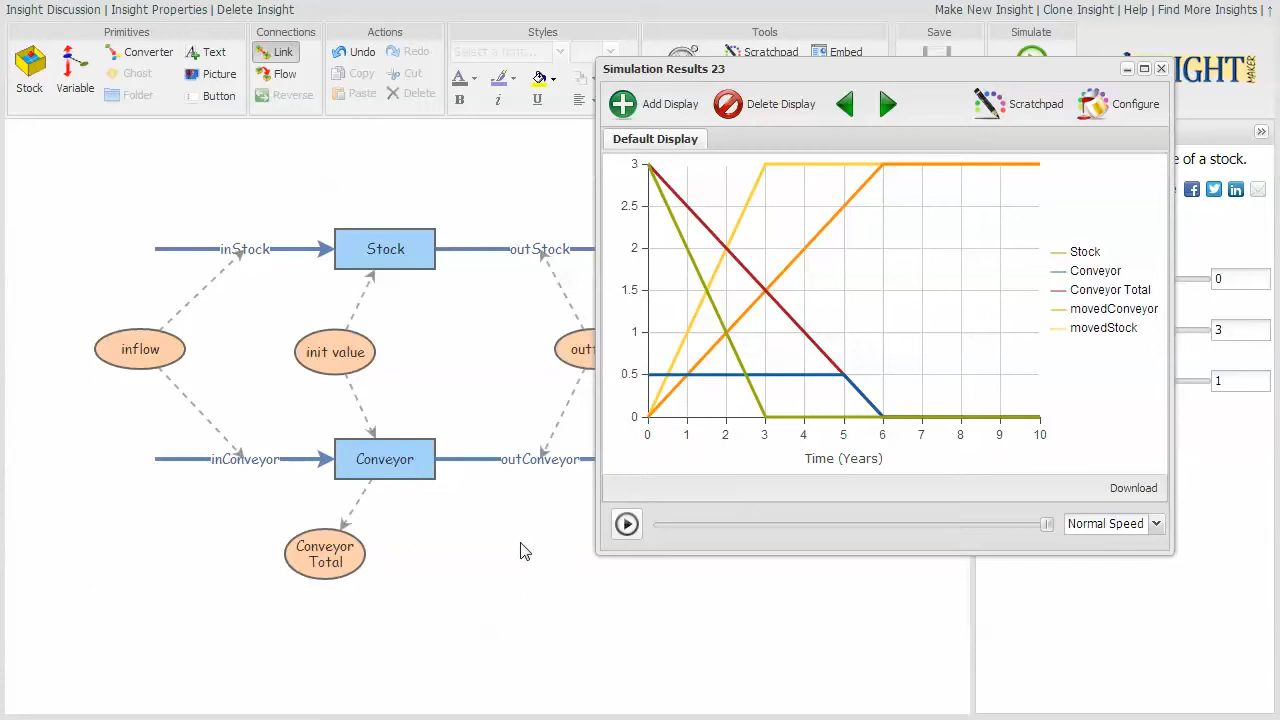 Insight Discussion | Insight Properties | Delete Insight
Make New Insight | Clone Insight | Help | Find More Insights | ↑
Primitives
Connections
Actions
Styles
Tools
Save
Simulate
Stock
Variable
Converter
Ghost
Folder
Text
Picture
Button
Link
Flow
Reverse
Undo
Redo
Copy
Cut
Paste
Delete
B
i
U
Scratchpad
Embed
IGHT
MAKER
e of a stock.
0
3
1
inStock
Stock
outStock
inflow
init value
inConveyor
Conveyor
outConveyor
Conveyor
Total
Simulation Results 23
Add Display
Delete Display
Scratchpad
Configure
Default Display
3
2.5
2
1.5
1
0.5
0
0 1 2 3 4 5 6 7 8 9 10
Time (Years)
Stock
Conveyor
Conveyor Total
movedConveyor
movedStock
Download
Normal Speed